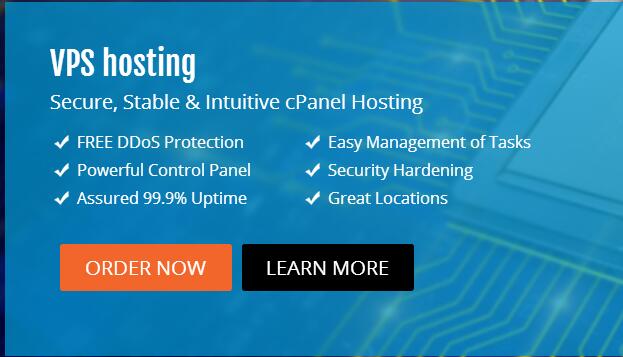 VPS hosting
Secure, Stable & Intuitive cPanel Hosting
FREE DDoS Protection
Powerful Control Panel
Assured 99.9% Uptime
Easy Management of Tasks
Security Hardening
Great Locations
ORDER NOW
LEARN MORE